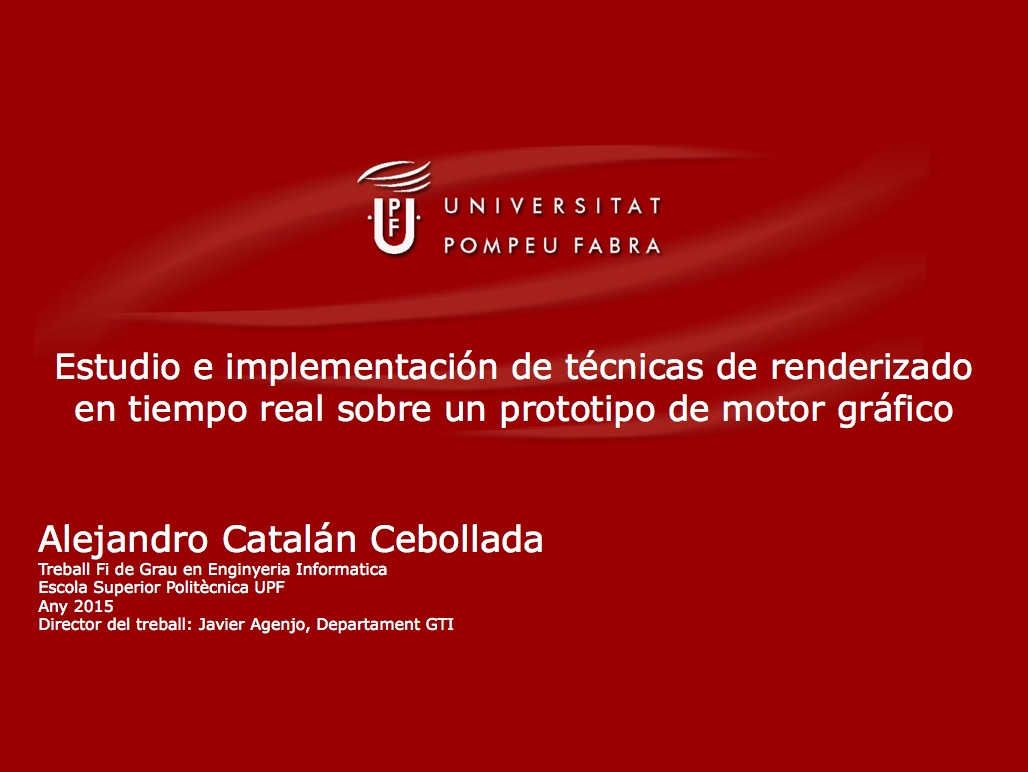 UPF
UNIVERSITAT
POMPEU FABRA
Estudio e implementación de técnicas de renderizado
en tiempo real sobre un prototipo de motor gráfico
Alejandro Catalán Cebollada
Treball Fi de Grau en Enginyeria Informatica
Escola Superior Politècnica UPF
Any 2015
Director del treball: Javier Agenjo, Departament GTI